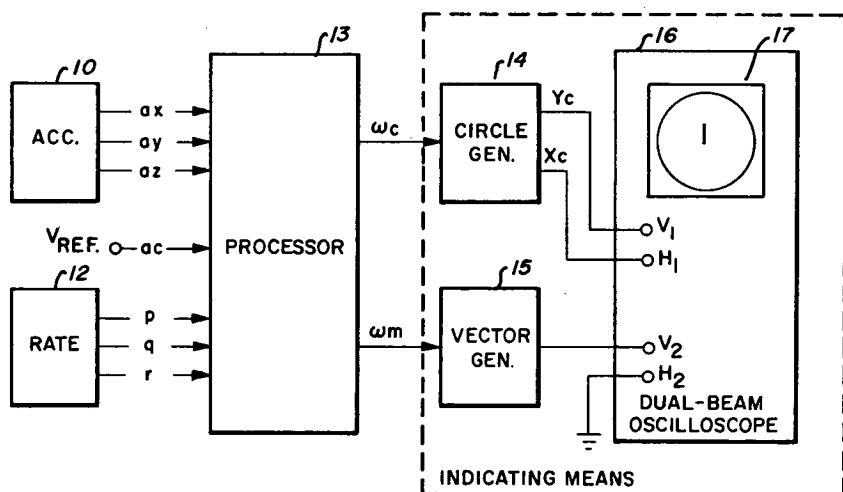 10
ACC.
ax
ay
az
VREF.
ac
12
RATE
p
q
r
13
PROCESSOR
ωc
ωm
14
CIRCLE
GEN.
Yc
Xc
15
VECTOR
GEN.
16
17
V1
H1
V2
H2
DUAL-BEAM
OSCILLOSCOPE
INDICATING MEANS